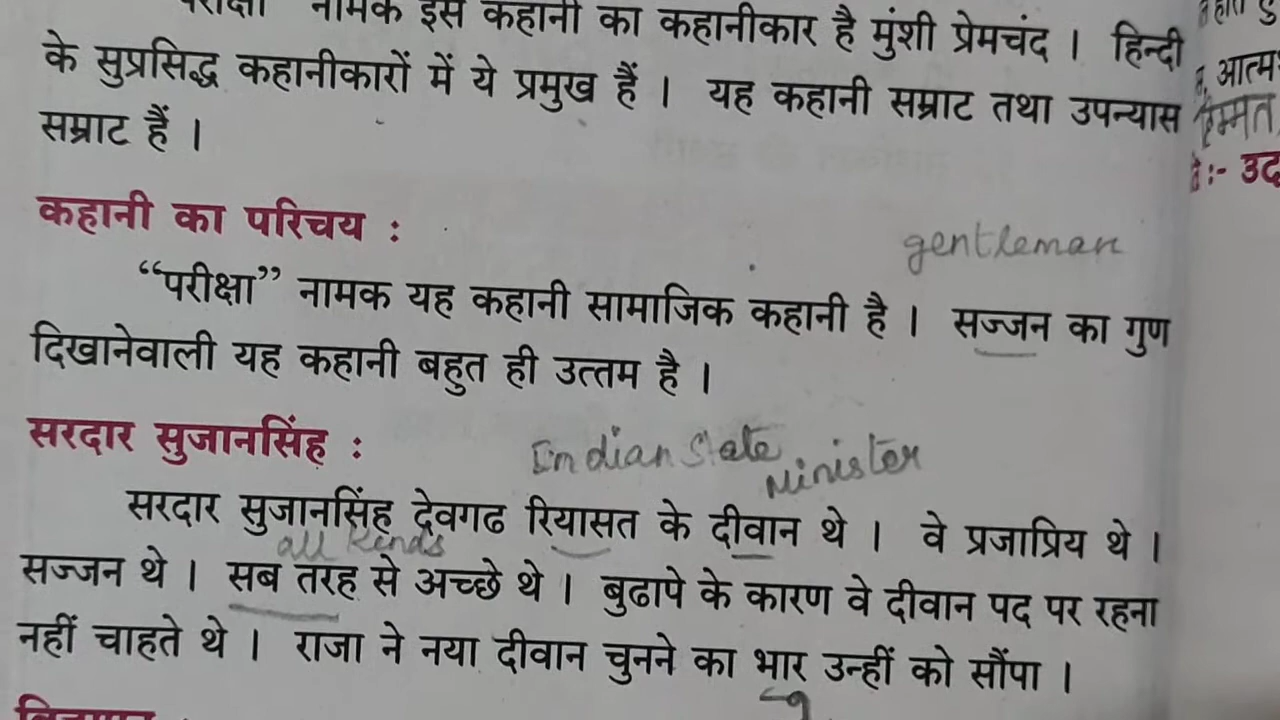 परीक्षा" नामक इस कहानी का कहानीकार है मुंशी प्रेमचंद । हिन्दी
के सुप्रसिद्ध कहानीकारों में ये प्रमुख हैं । यह कहानी सम्राट तथा उपन्यास
सम्राट हैं ।
कहानी का परिचय :
gentleman
“परीक्षा” नामक यह कहानी सामाजिक कहानी है । सज्जन का गुण
दिखानेवाली यह कहानी बहुत ही उत्तम है ।
सरदार सुजानसिंह :
Indian State
Minister
सरदार सुजानसिंह देवगढ रियासत के दीवान थे । वे प्रजाप्रिय थे ।
all Kinds
सज्जन थे । सब तरह से अच्छे थे । बुढापे के कारण वे दीवान पद पर रहना
नहीं चाहते थे । राजा ने नया दीवान चुनने का भार उन्हीं को सौंपा ।